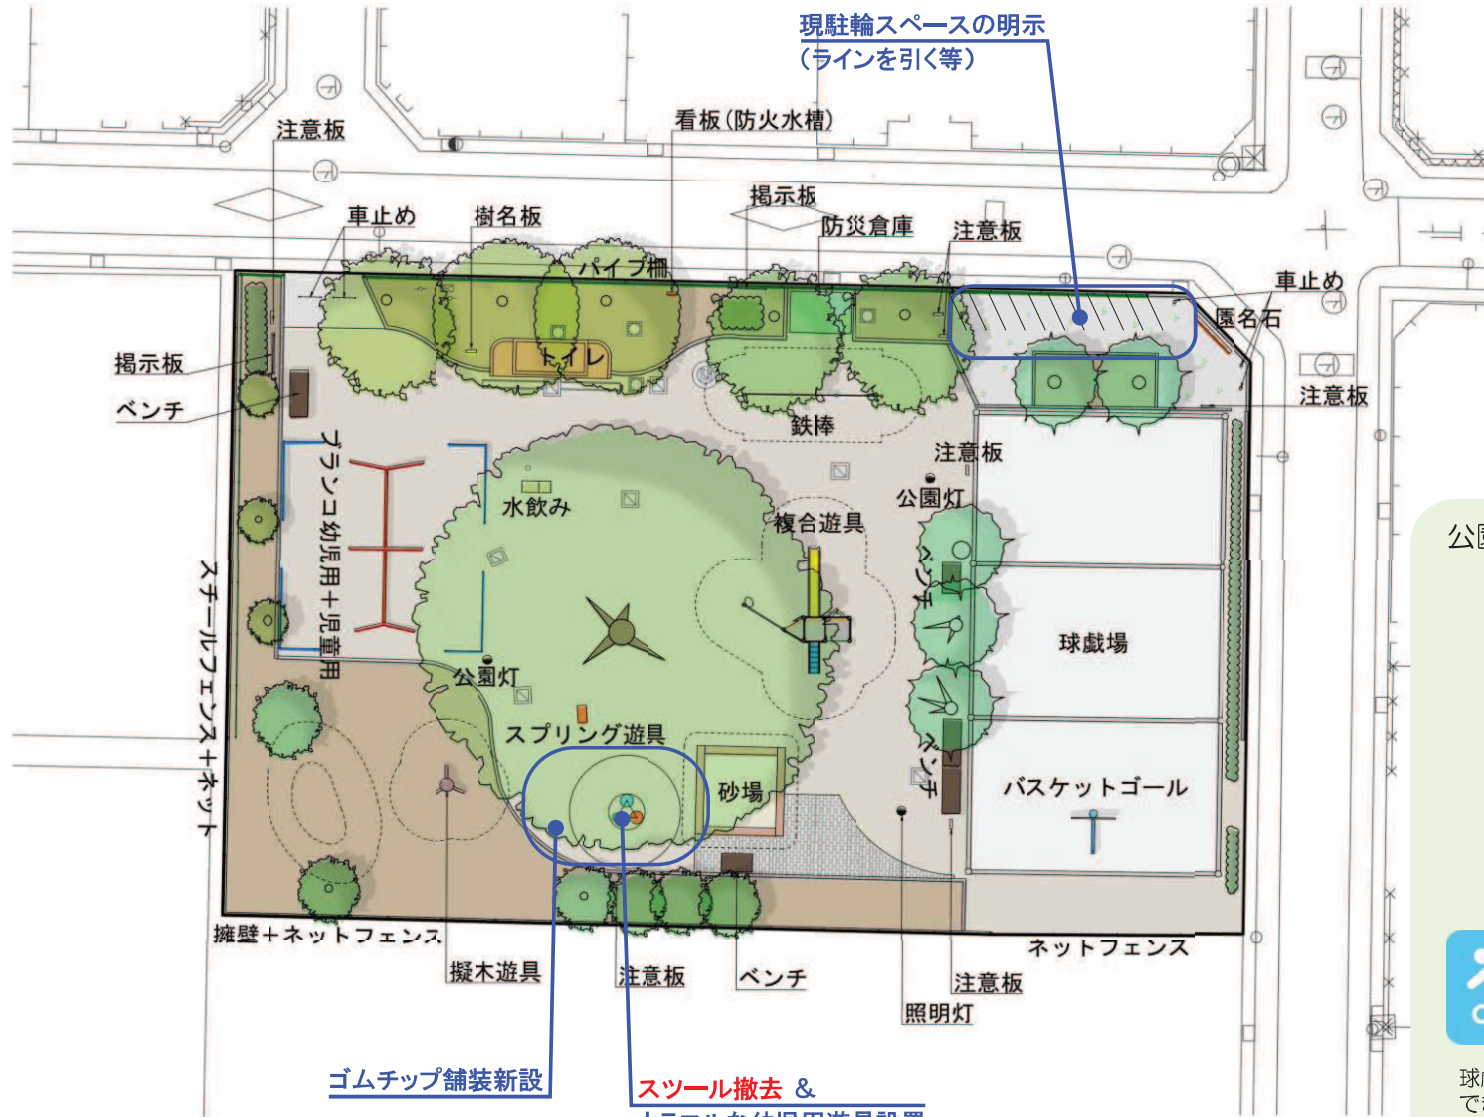 現駐輪スペースの明示
（ラインを引く等）
注意板
看板（防火水槽）
掲示板
車止め
樹名板
防災倉庫
注意板
パイプ柵
車止め
園名石
トイレ
掲示板
ベンチ
注意板
鉄棒
ブランコ幼児用＋児童用
注意板
公園灯
水飲み
複合遊具
ベンチ
スチールフェンス＋ネット
球戯場
公園灯
スプリング遊具
砂場
ベンチ
バスケットゴール
擁壁＋ネットフェンス
ネットフェンス
擬木遊具
注意板
ベンチ
注意板
照明灯
ゴムチップ舗装新設
スツール撤去 ＆